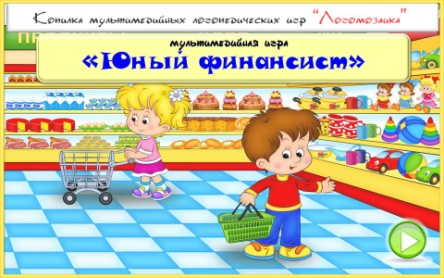 Копилка мультимедийных логопедических игр "Логомозаика"
мультимедийная игра
«Юный финансист»